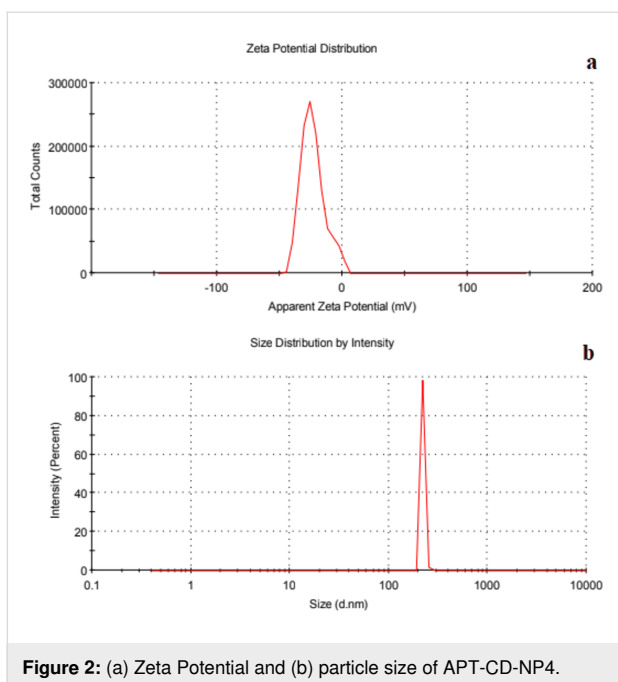 Zeta Potential Distribution
a
300000
200000
100000
0
Total Counts
-100 0 100 200
Apparent Zeta Potential (mV)
Size Distribution by Intensity
b
100
80
60
40
20
0
Intensity (Percent)
0.1 1 10 100 1000 10000
Size (d.nm)
Figure 2: (a) Zeta Potential and (b) particle size of APT-CD-NP4.